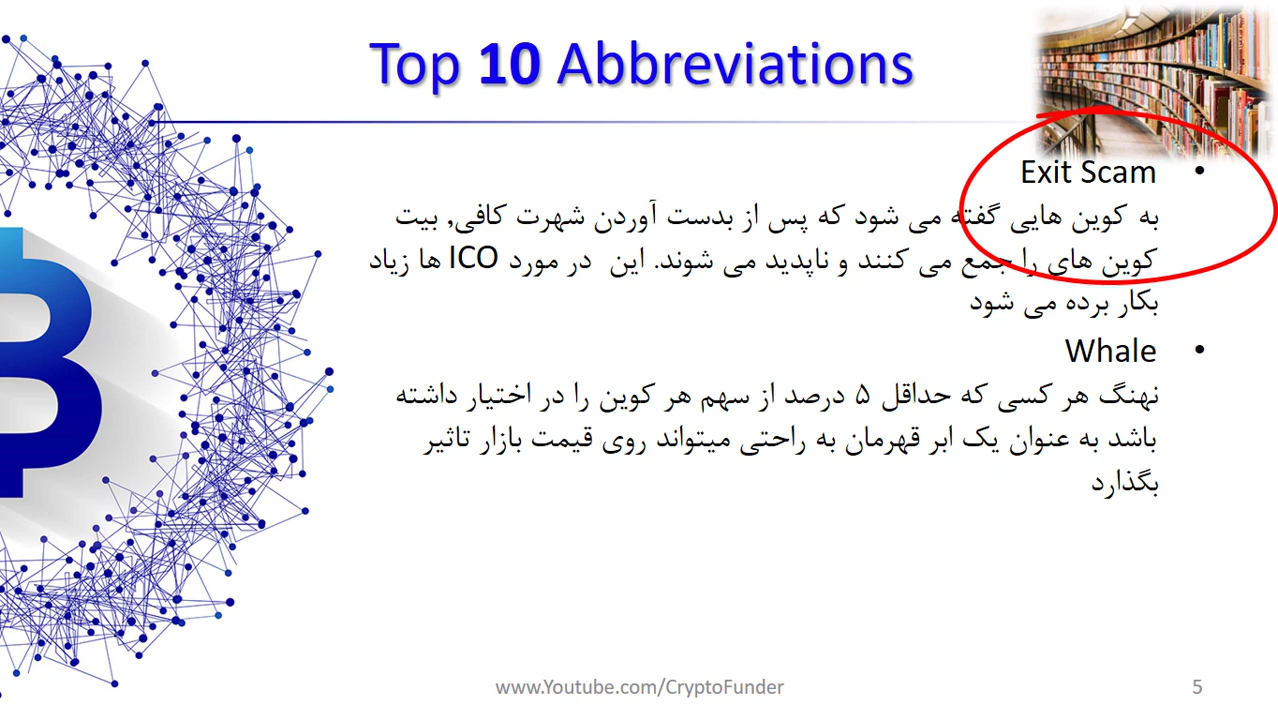 Top 10 Abbreviations
• Exit Scam
به کوین هایی گفته می شود که پس از بدست آوردن شهرت کافی, بیت
کوین های را جمع می کنند و ناپدید می شوند. این در مورد ICO ها زیاد
بکار برده می شود
• Whale
نهنگ هر کسی که حداقل ۵ درصد از سهم هر کوین را در اختیار داشته
باشد به عنوان یک ابر قهرمان به راحتی میتواند روی قیمت بازار تاثیر
بگذارد
www.Youtube.com/CryptoFunder
5